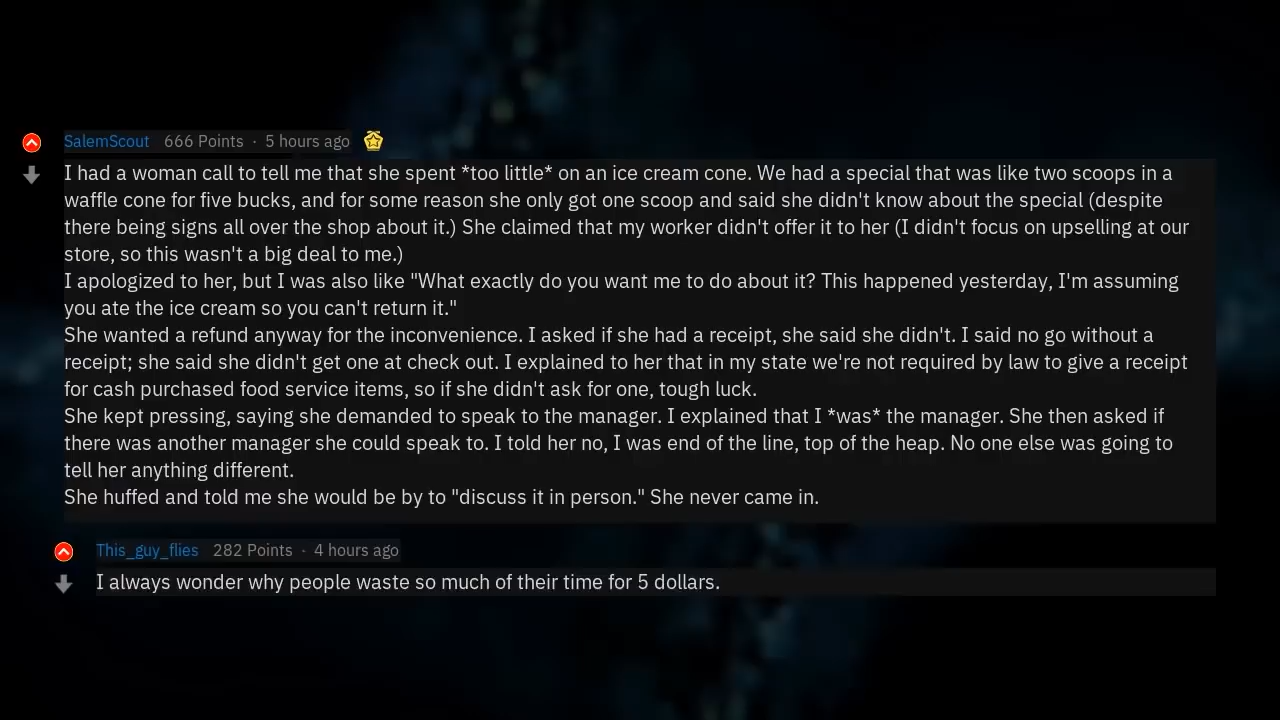 SalemScout 666 Points · 5 hours ago
I had a woman call to tell me that she spent *too little* on an ice cream cone. We had a special that was like two scoops in a
waffle cone for five bucks, and for some reason she only got one scoop and said she didn't know about the special (despite
there being signs all over the shop about it.) She claimed that my worker didn't offer it to her (I didn't focus on upselling at our
store, so this wasn't a big deal to me.)
I apologized to her, but I was also like "What exactly do you want me to do about it? This happened yesterday, I'm assuming
you ate the ice cream so you can't return it."
She wanted a refund anyway for the inconvenience. I asked if she had a receipt, she said she didn't. I said no go without a
receipt; she said she didn't get one at check out. I explained to her that in my state we're not required by law to give a receipt
for cash purchased food service items, so if she didn't ask for one, tough luck.
She kept pressing, saying she demanded to speak to the manager. I explained that I *was* the manager. She then asked if
there was another manager she could speak to. I told her no, I was end of the line, top of the heap. No one else was going to
tell her anything different.
She huffed and told me she would be by to "discuss it in person." She never came in.
This_guy_flies 282 Points · 4 hours ago
I always wonder why people waste so much of their time for 5 dollars.